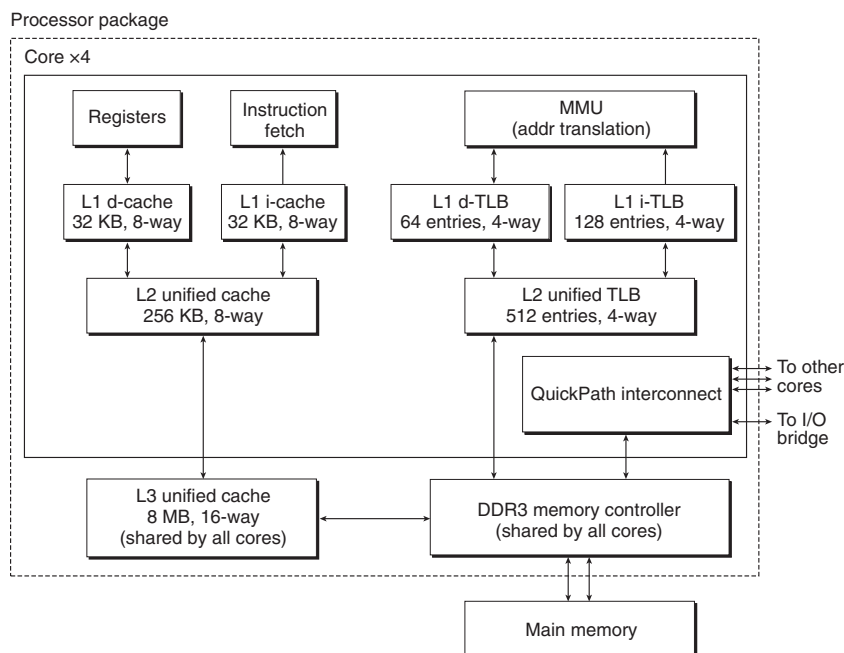 Processor package
Core ×4
Registers
Instruction
fetch
MMU
(addr translation)
L1 d-cache
32 KB, 8-way
L1 i-cache
32 KB, 8-way
L1 d-TLB
64 entries, 4-way
L1 i-TLB
128 entries, 4-way
L2 unified cache
256 KB, 8-way
L2 unified TLB
512 entries, 4-way
QuickPath interconnect
To other
cores
To I/O
bridge
L3 unified cache
8 MB, 16-way
(shared by all cores)
DDR3 memory controller
(shared by all cores)
Main memory